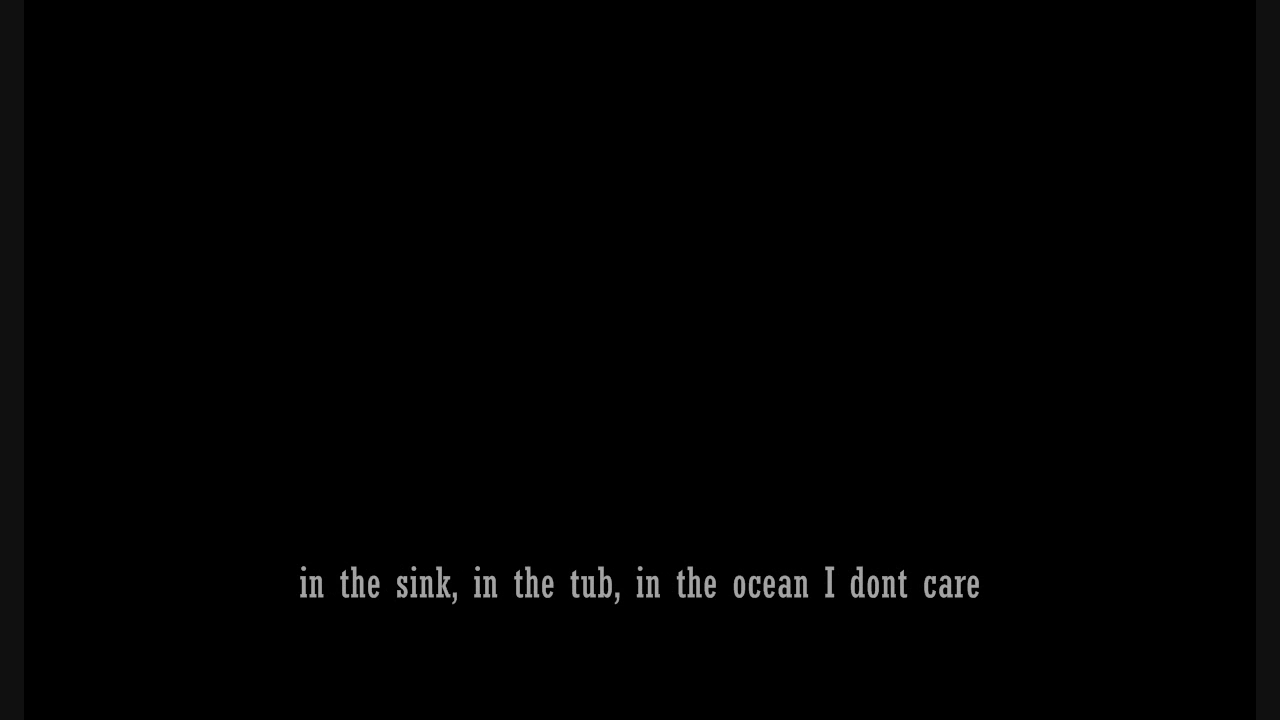 in the sink, in the tub, in the ocean I dont care